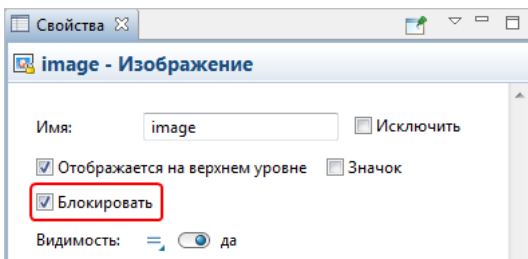 Свойства
image - Изображение
Имя: image Исключить
Отображается на верхнем уровне Значок
Блокировать
Видимость: = да